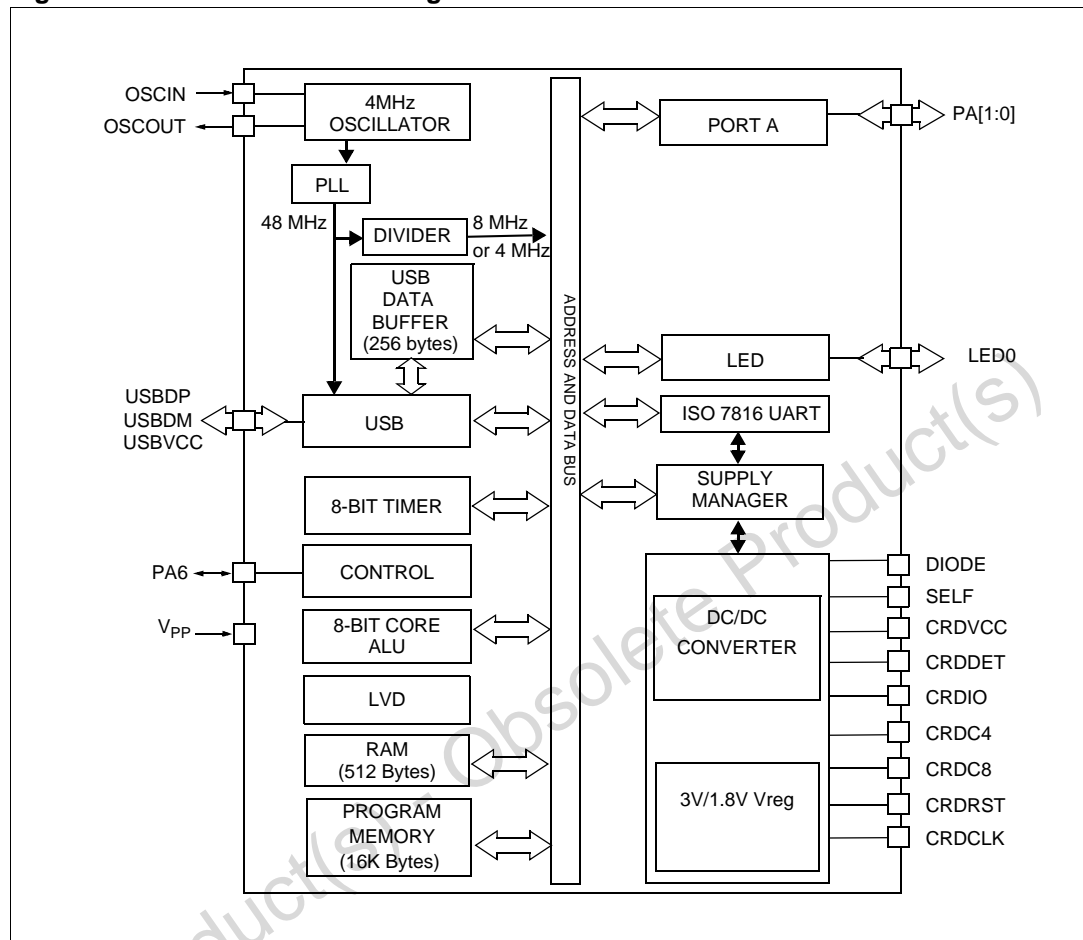 OSCIN
OSCOUT
4MHz
OSCILLATOR
PLL
48 MHz
DIVIDER
8 MHz
or 4 MHz
USB
DATA
BUFFER
(256 bytes)
USBDP
USBDM
USBVCC
USB
8-BIT TIMER
PA6
CONTROL
VPP
8-BIT CORE
ALU
LVD
RAM
(512 Bytes)
PROGRAM
MEMORY
(16K Bytes)
ADDRESS AND DATA BUS
PORT A
PA[1:0]
LED
LED0
ISO 7816 UART
SUPPLY
MANAGER
DC/DC
CONVERTER
3V/1.8V Vreg
DIODE
SELF
CRDVCC
CRDDET
CRDIO
CRDC4
CRDC8
CRDRST
CRDCLK
duct(s) - Obsolete Product(s)